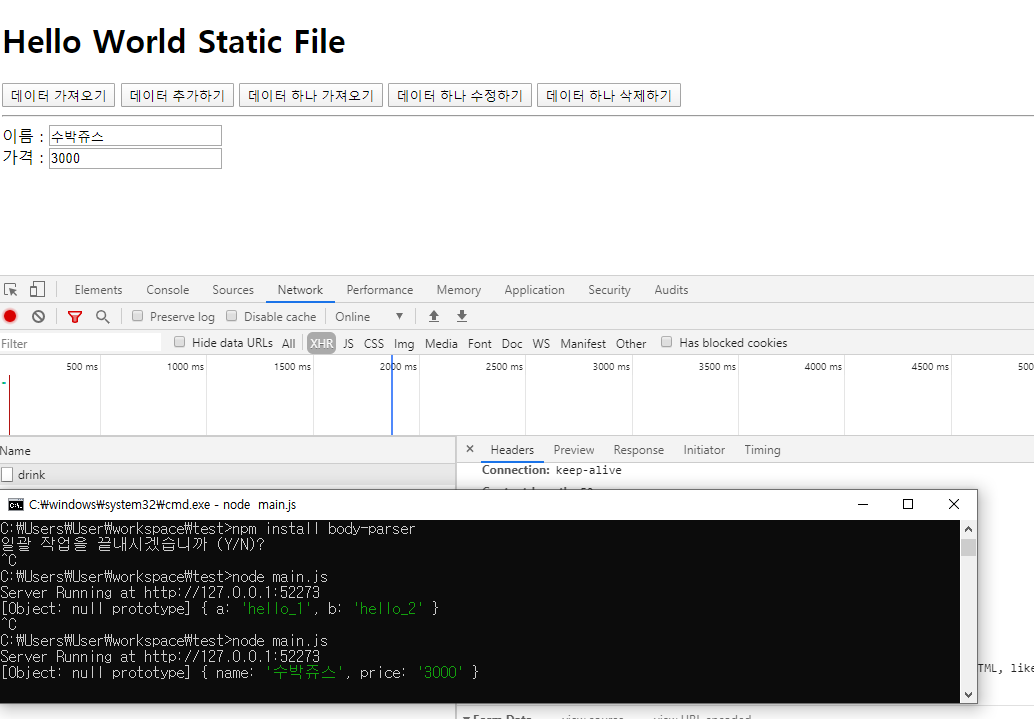 Hello World Static File
데이터 가져오기 데이터 추가하기 데이터 하나 가져오기 데이터 하나 수정하기 데이터 하나 삭제하기
이름 : 수박쥬스
가격 : 3000
Elements Console Sources Network Performance Memory Application Security Audits
Preserve log Disable cache Online ▼
Filter Hide data URLs All XHR JS CSS Img Media Font Doc WS Manifest Other Has blocked cookies
500 ms 1000 ms 1500 ms 2000 ms 2500 ms 3000 ms 3500 ms 4000 ms 4500 ms 500
Name × Headers Preview Response Initiator Timing
drink Connection: keep-alive
C:₩windows₩system32₩cmd.exe - node main.js
C:₩Users₩User₩workspace₩test>npm install body-parser
일괄 작업을 끝내시겠습니까 (Y/N)?
^C
C:₩Users₩User₩workspace₩test>node main.js
Server Running at http://127.0.0.1:52273
[Object: null prototype] { a: 'hello_1', b: 'hello_2' }
^C
C:₩Users₩User₩workspace₩test>node main.js
Server Running at http://127.0.0.1:52273
[Object: null prototype] { name: '수박쥬스', price: '3000' }
TML, like
▼Form Data view source view URL encoded